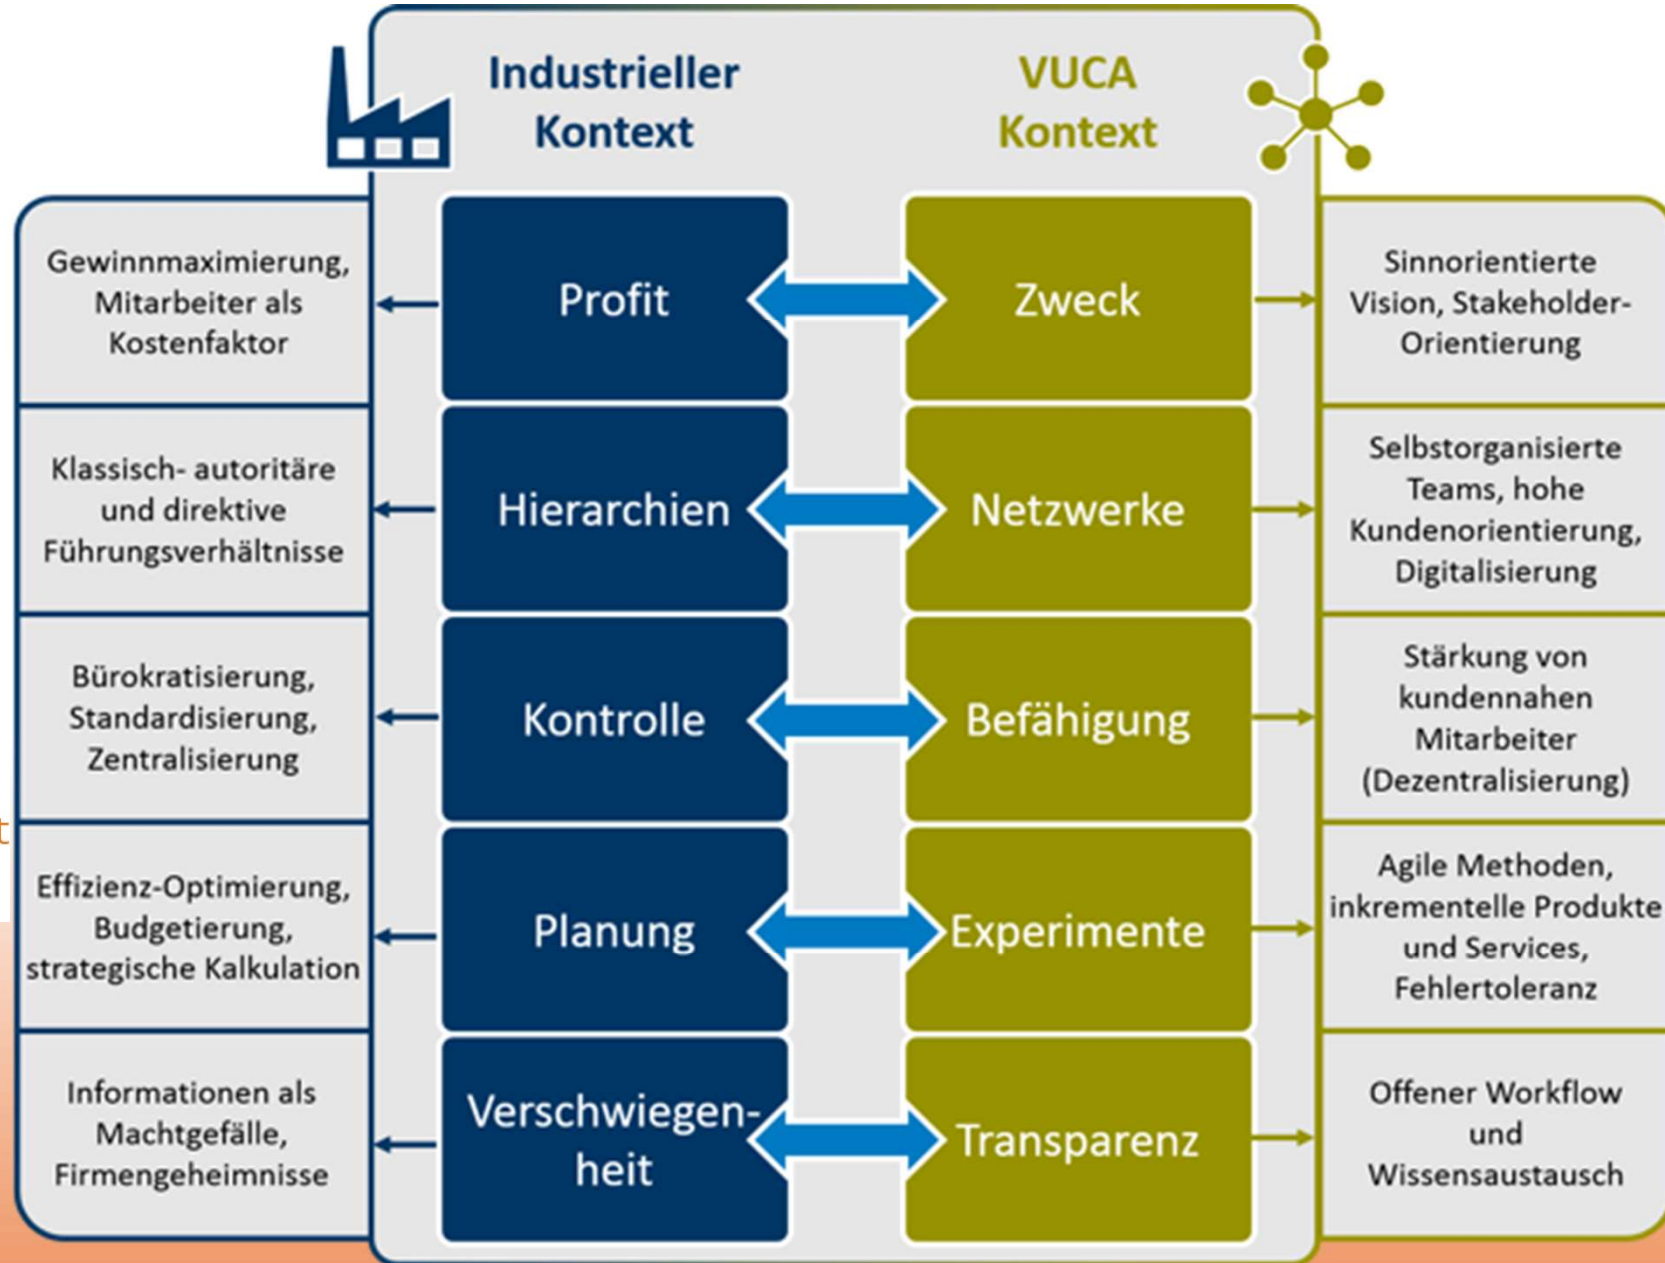 Industrieller
Kontext
VUCA
Kontext
Gewinnmaximierung,
Mitarbeiter als
Kostenfaktor
Profit
Zweck
Sinnorientierte
Vision, Stakeholder-
Orientierung
Klassisch- autoritäre
und direktive
Führungsverhältnisse
Hierarchien
Netzwerke
Selbstorganisierte
Teams, hohe
Kundenorientierung,
Digitalisierung
Bürokratisierung,
Standardisierung,
Zentralisierung
Kontrolle
Befähigung
Stärkung von
kundennahen
Mitarbeiter
(Dezentralisierung)
t
Effizienz-Optimierung,
Budgetierung,
strategische Kalkulation
Planung
Experimente
Agile Methoden,
inkrementelle Produkte
und Services,
Fehlertoleranz
Informationen als
Machtgefälle,
Firmengeheimnisse
Verschwiegen-
heit
Transparenz
Offener Workflow
und
Wissensaustausch